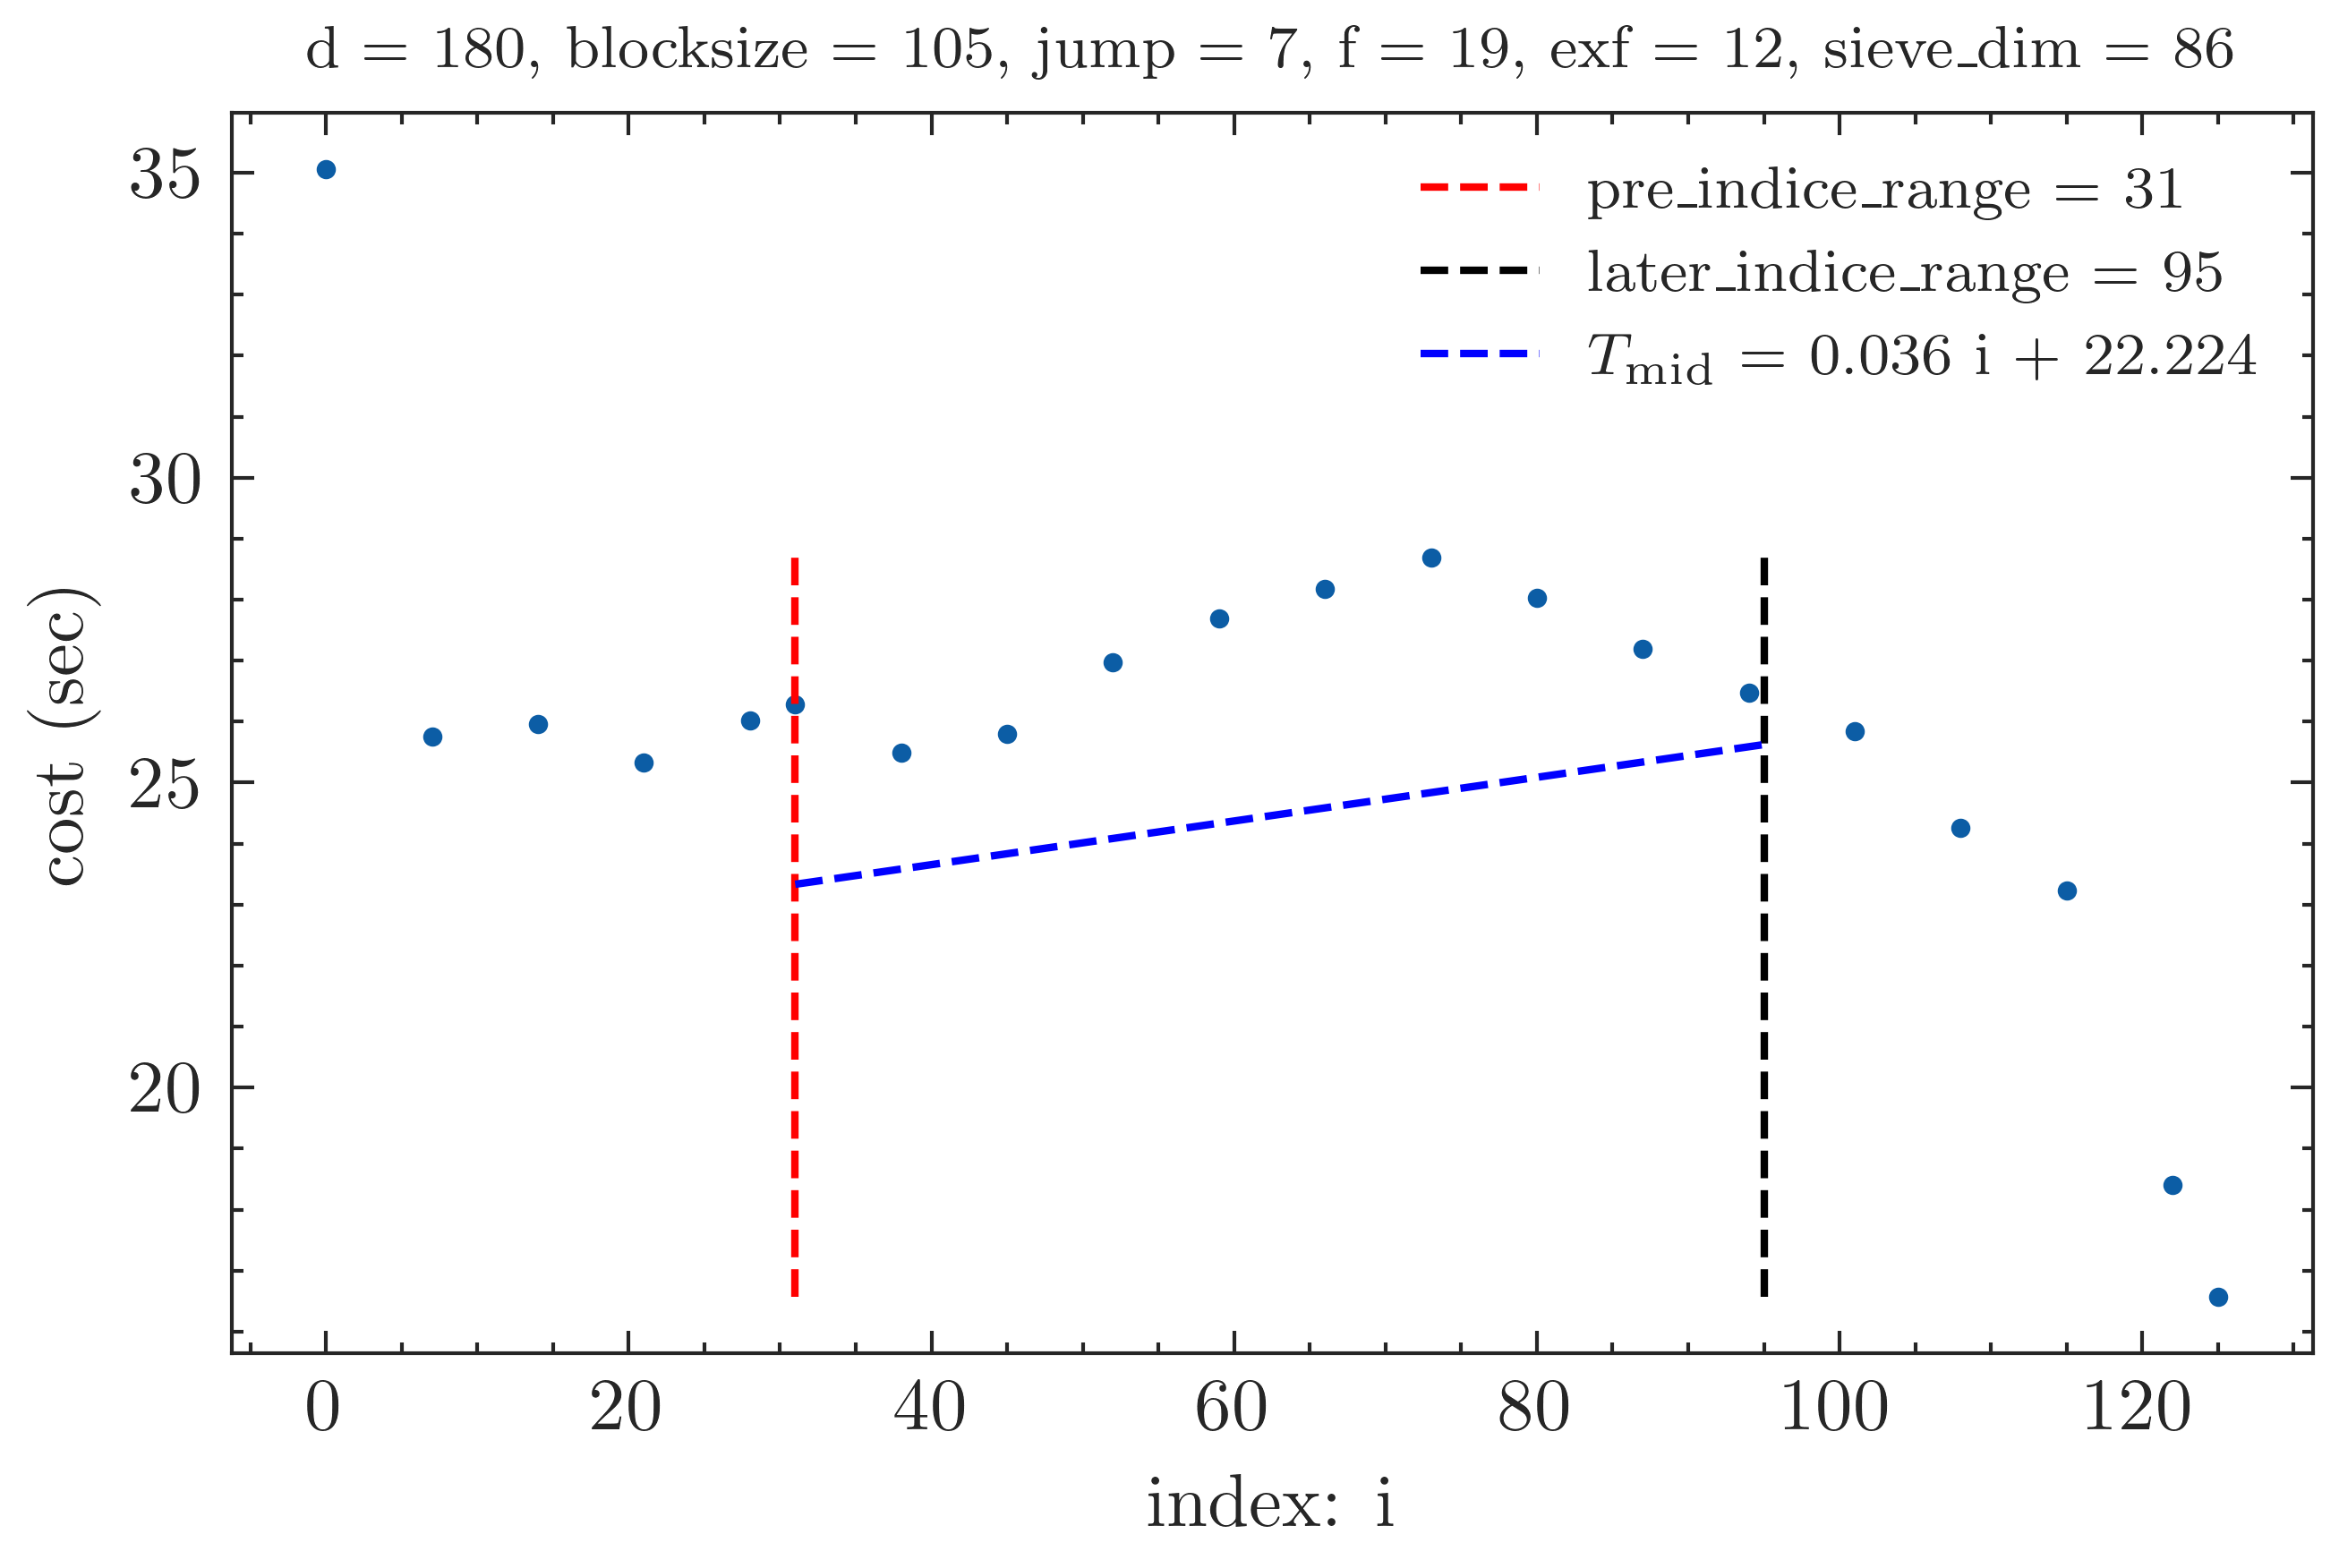 d = 180, blocksize = 105, jump = 7, f = 19, exf = 12, sieve_dim = 86
35
30
25
20
cost (sec)
pre_indice_range = 31
later_indice_range = 95
T_mid = 0.036 i + 22.224
0 20 40 60 80 100 120
index: i